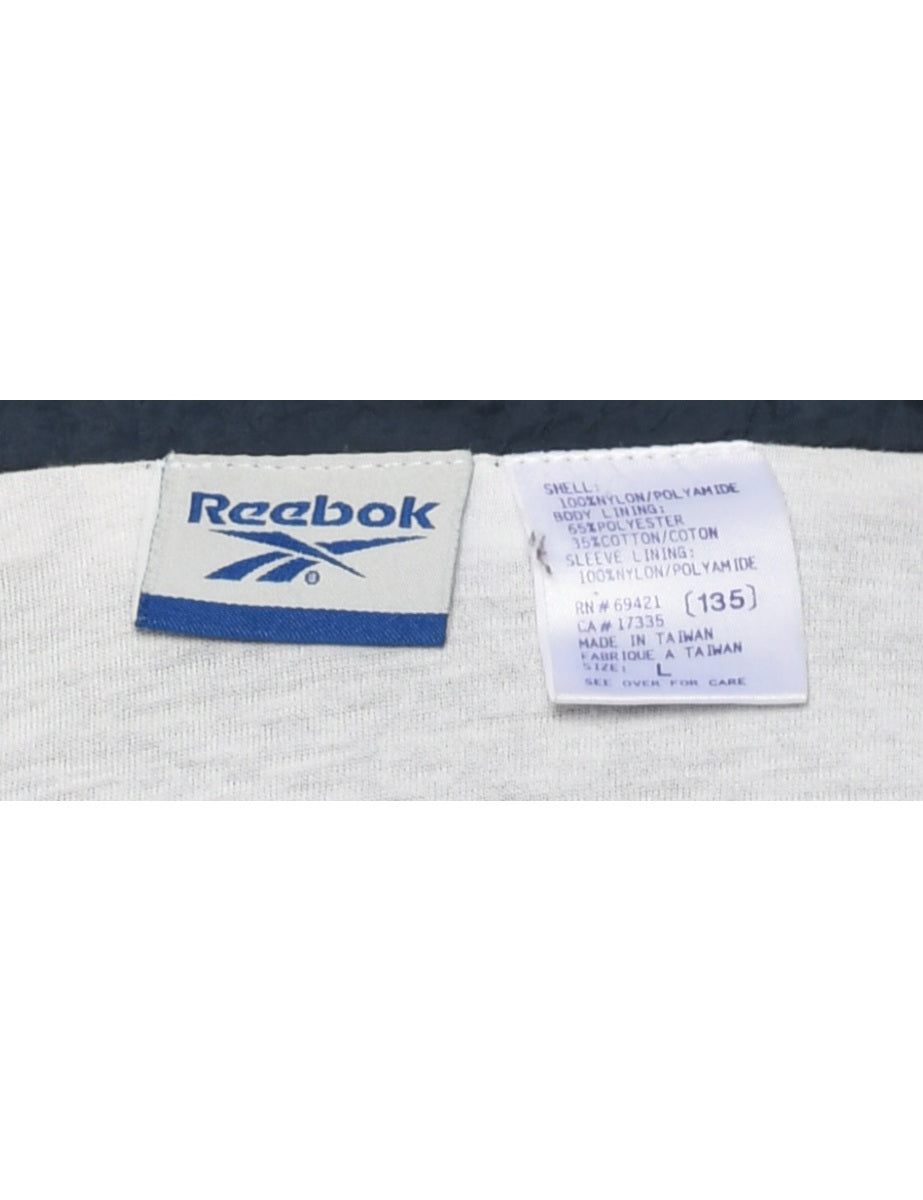 Reebok
®
SHELL:
100%NYLON/POLYAMIDE
BODY LINING:
65%POLYESTER
35%COTTON/COTON
SLEEVE LINING:
100%NYLON/POLYAMIDE
RN # 69421 [135]
CA # 17335
MADE IN TAIWAN
FABRIQUE A TAIWAN
SIZE: L
SEE OVER FOR CARE